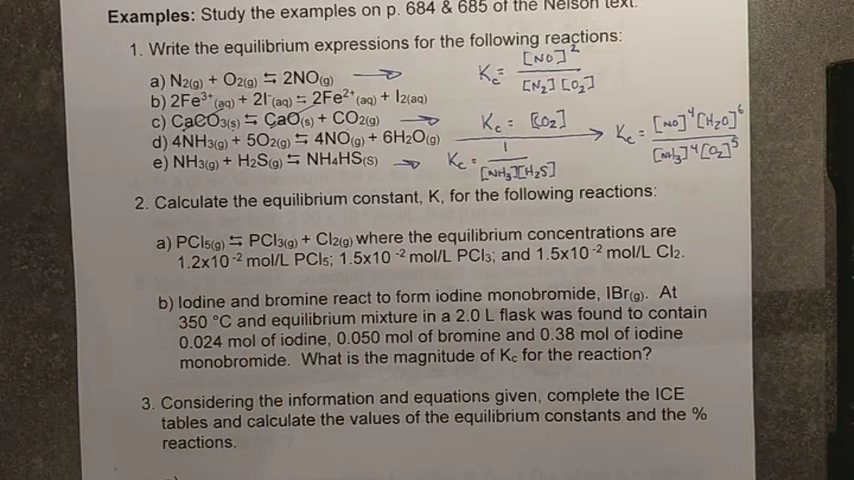 Examples: Study the examples on p. 684 & 685 of the Nelson text.
1. Write the equilibrium expressions for the following reactions:
a) N2(g) + O2(g) ⇆ 2NO(g) → Kc = [NO]² / [N2][O2]
b) 2Fe³⁺(aq) + 2I⁻(aq) ⇆ 2Fe²⁺(aq) + I2(aq)
c) CaCO3(s) ⇆ CaO(s) + CO2(g) → Kc = [CO2]
d) 4NH3(g) + 5O2(g) ⇆ 4NO(g) + 6H2O(g) → Kc = [NO]⁴[H2O]⁶ / [NH3]⁴[O2]⁵
e) NH3(g) + H2S(g) ⇆ NH4HS(S) → Kc = 1 / [NH3][H2S]
2. Calculate the equilibrium constant, K, for the following reactions:
a) PCl5(g) ⇆ PCl3(g) + Cl2(g) where the equilibrium concentrations are
1.2x10⁻² mol/L PCl5; 1.5x10⁻² mol/L PCl3; and 1.5x10⁻² mol/L Cl2.
b) Iodine and bromine react to form iodine monobromide, IBr(g). At
350 °C and equilibrium mixture in a 2.0 L flask was found to contain
0.024 mol of iodine, 0.050 mol of bromine and 0.38 mol of iodine
monobromide. What is the magnitude of Kc for the reaction?
3. Considering the information and equations given, complete the ICE
tables and calculate the values of the equilibrium constants and the %
reactions.